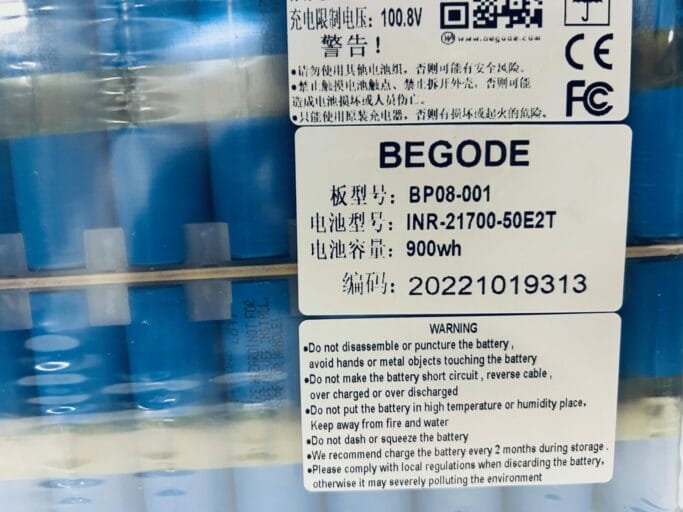 充电限制电压: 100.8V
www.begode.com
警告!
•请勿使用其他电池组，否则可能有安全风险。
•禁止触摸电池触点、禁止拆开外壳，否则可能
造成电池损坏或人员伤亡。
•只能使用原装充电器，否则有损坏或起火的危险。
CE
FC
BEGODE
板型号: BP08-001
电池型号: INR-21700-50E2T
电池容量: 900wh
编码: 20221019313
WARNING
•Do not disassemble or puncture the battery ,
avoid hands or metal objects touching the battery
•Do not make the battery short circuit , reverse cable ,
over charged or over discharged
•Do not put the battery in high temperature or humidity place,
Keep away from fire and water
•Do not dash or squeeze the battery
•We recommend charge the battery every 2 months during storage .
•Please comply with local regulations when discarding the battery,
otherwise it may severely polluting the environment